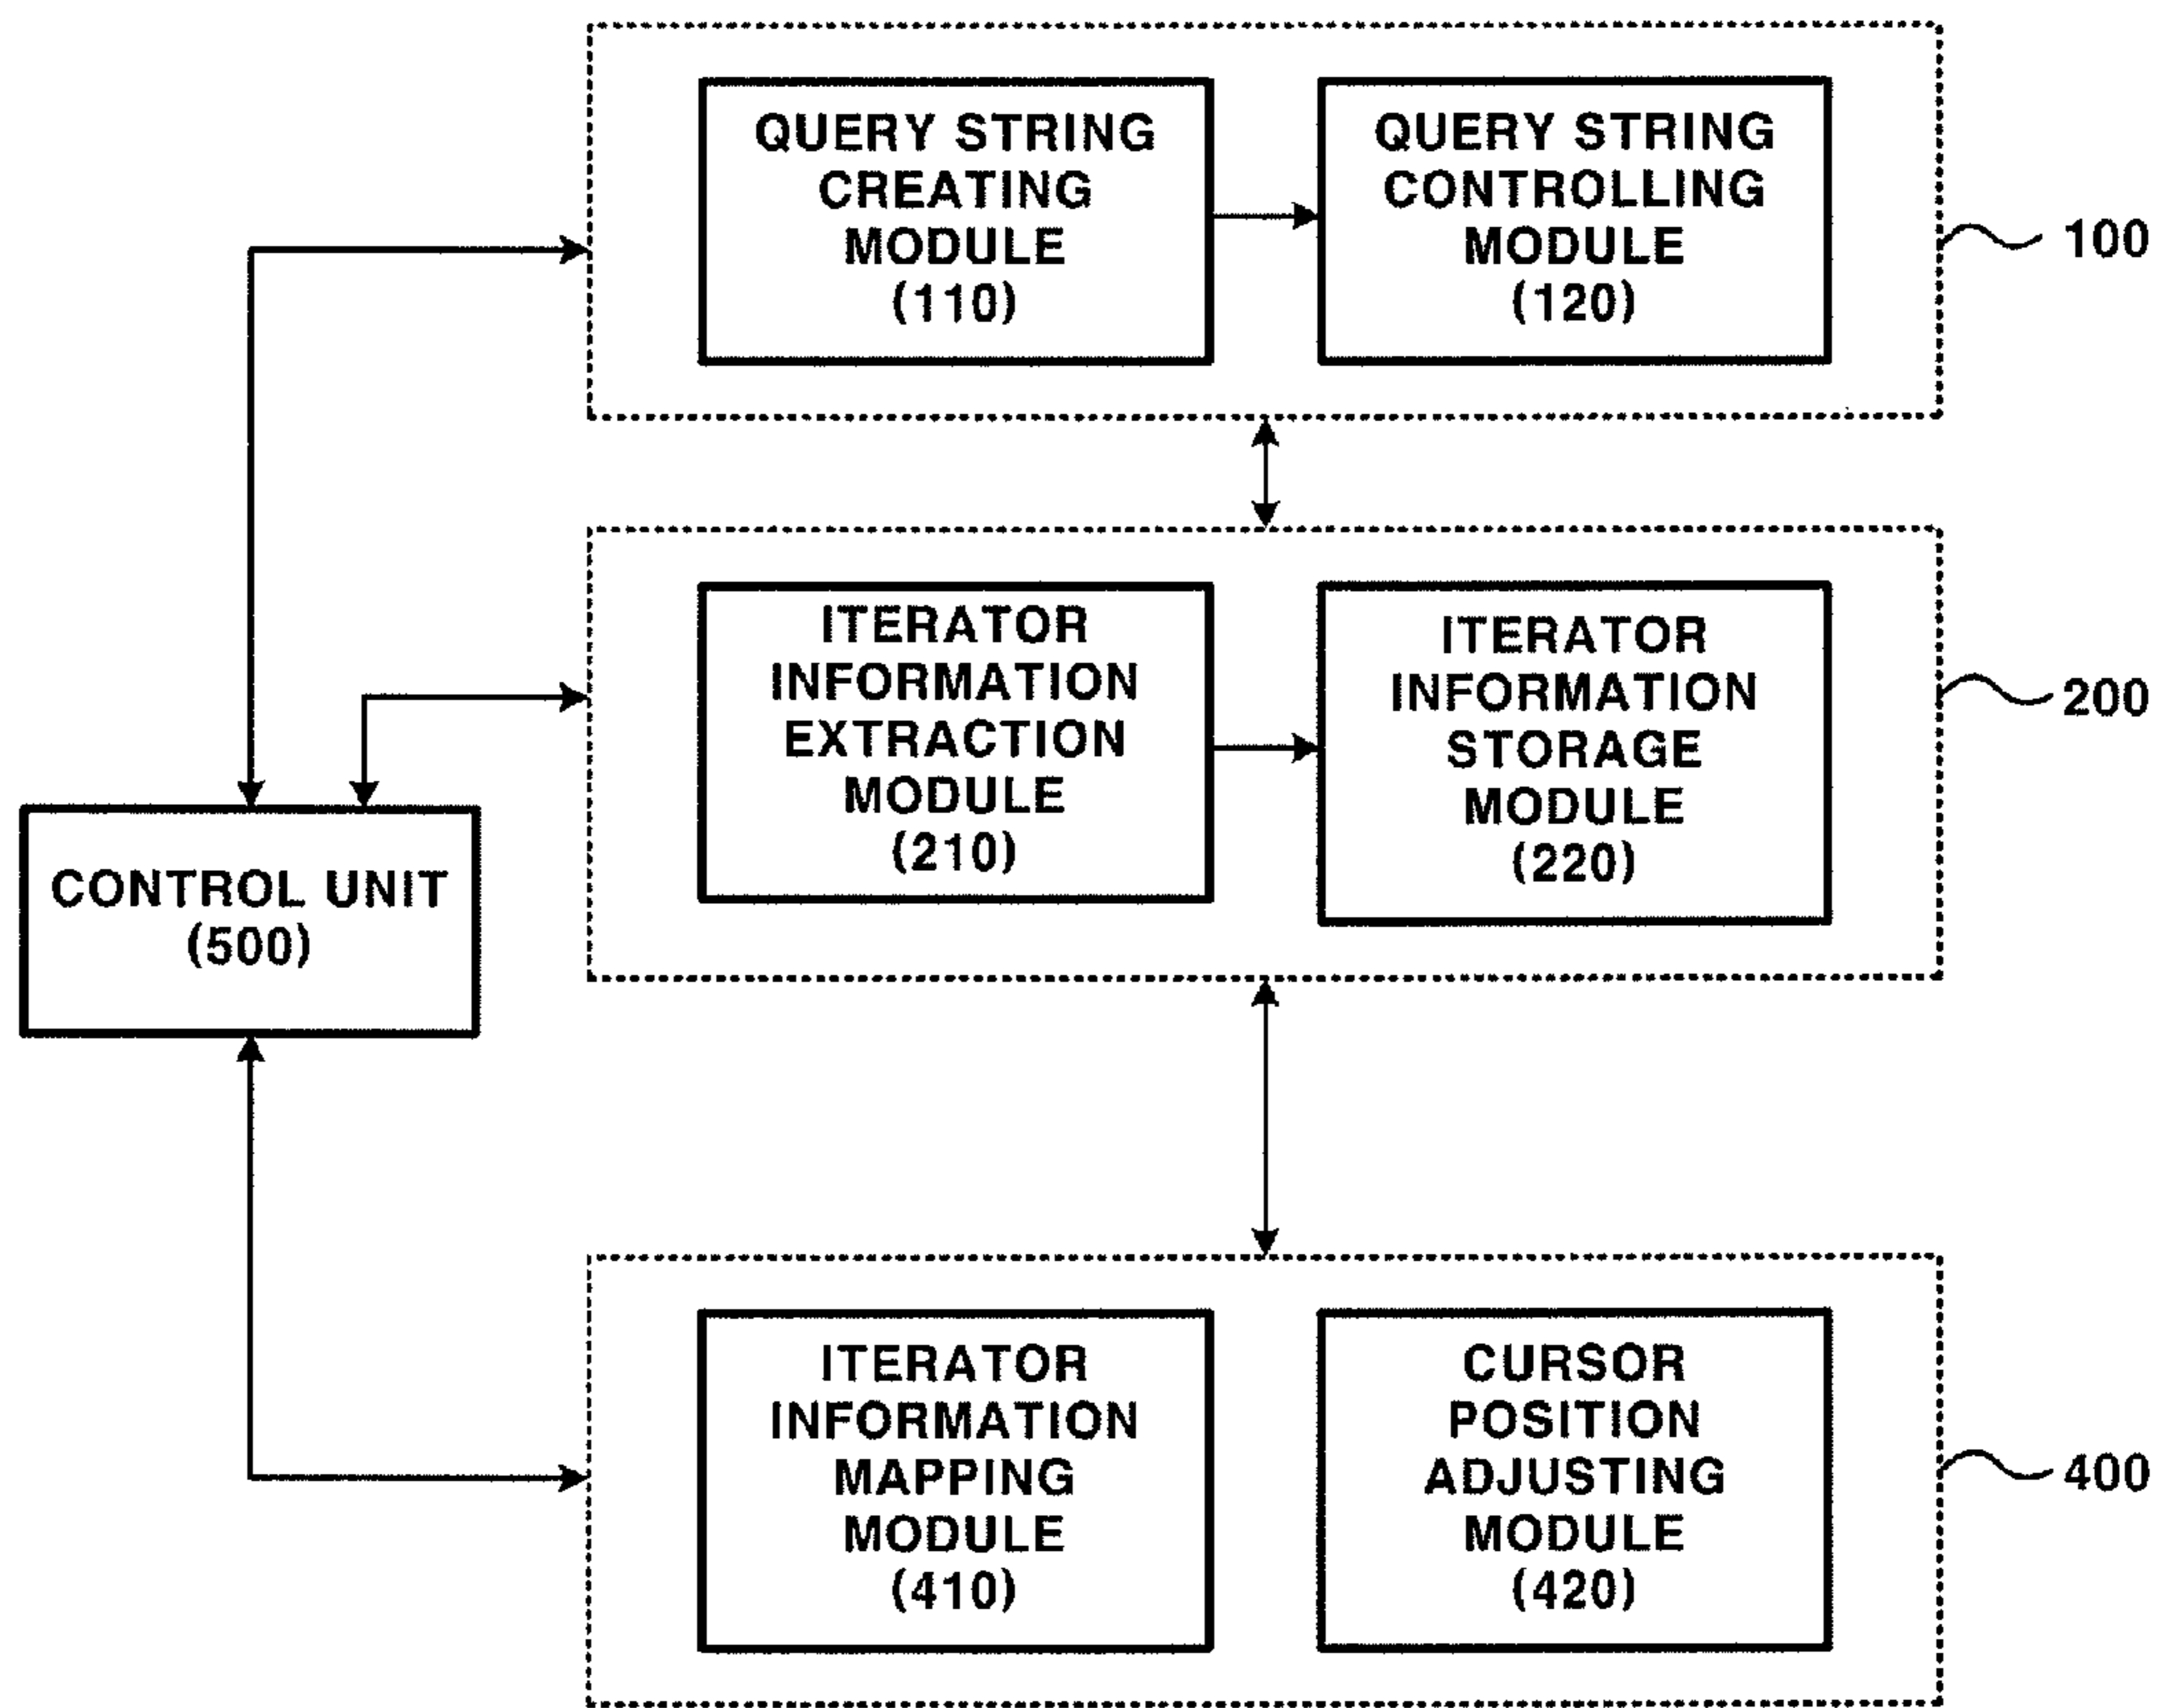 QUERY STRING
CREATING
MODULE
(110)
QUERY STRING
CONTROLLING
MODULE
(120)
100
ITERATOR
INFORMATION
EXTRACTION
MODULE
(210)
ITERATOR
INFORMATION
STORAGE
MODULE
(220)
200
CONTROL UNIT
(500)
ITERATOR
INFORMATION
MAPPING
MODULE
(410)
CURSOR
POSITION
ADJUSTING
MODULE
(420)
400